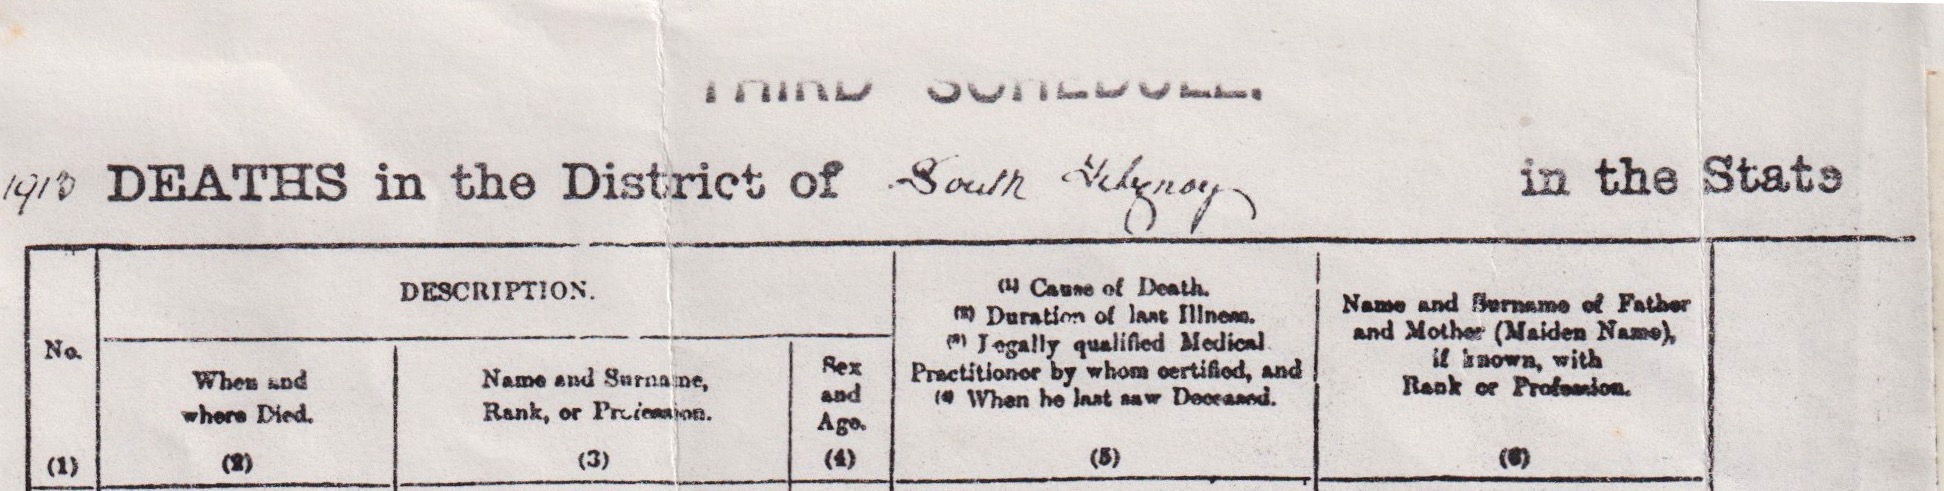 THIRD SCHEDULE.
1913 DEATHS in the District of South Fitzroy in the State
DESCRIPTION.
No.
(1)
When and
where Died.
(2)
Name and Surname,
Rank, or Profession.
(3)
Sex
and
Age.
(4)
(1) Cause of Death.
(2) Duration of last Illness.
(3) Legally qualified Medical
Practitioner by whom certified, and
(4) When he last saw Deceased.
(5)
Name and Surname of Father
and Mother (Maiden Name),
if known, with
Rank or Profession.
(6)